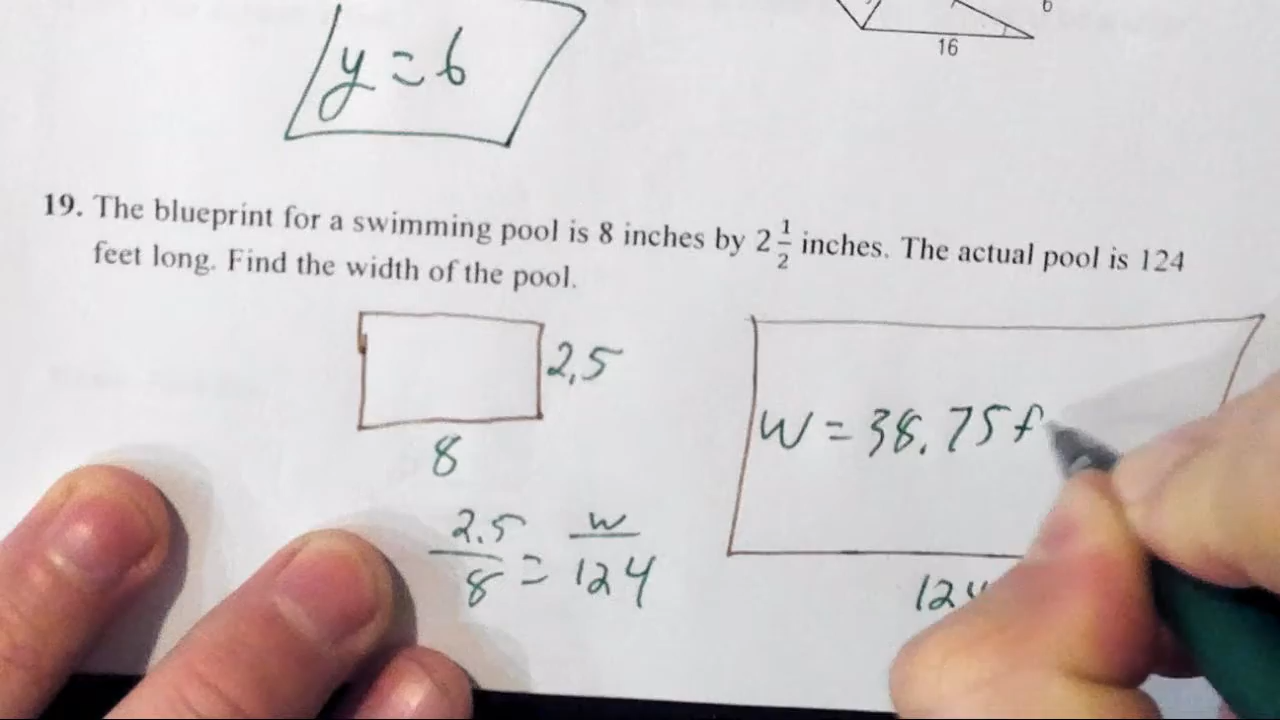 6
16
y = 6
19. The blueprint for a swimming pool is 8 inches by 2 1/2 inches. The actual pool is 124
feet long. Find the width of the pool.
2,5
8
W = 38.75 f
2.5/8 = w/124
124